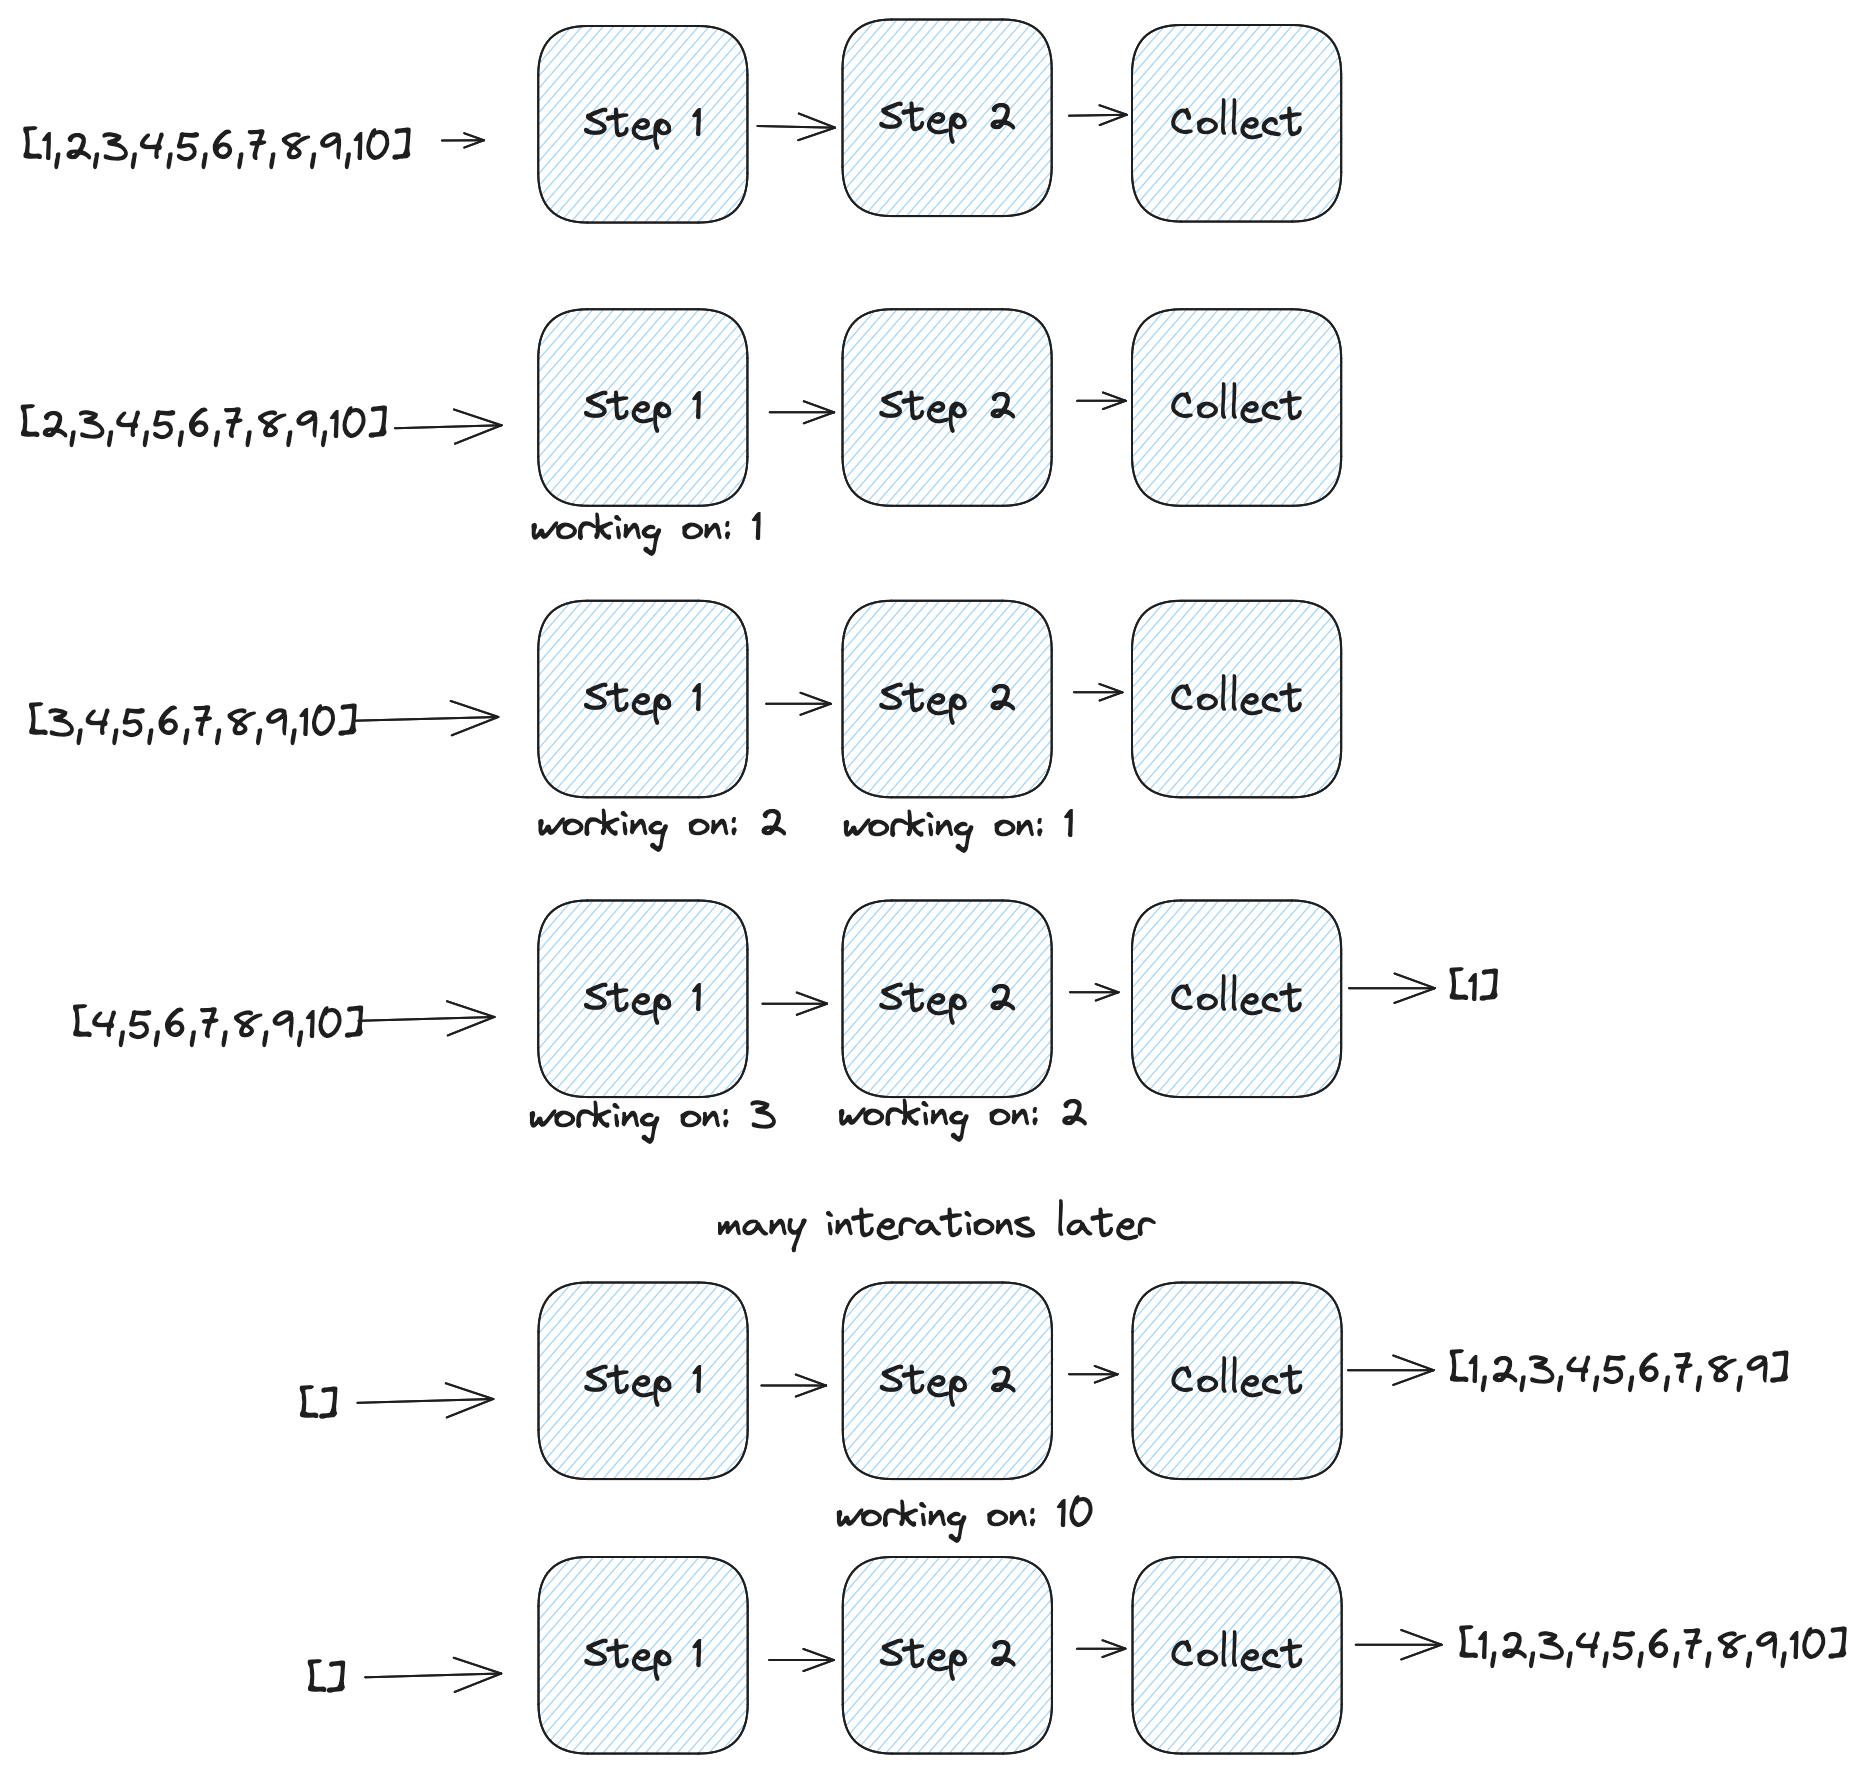 [1,2,3,4,5,6,7,8,9,10]
Step 1
Step 2
Collect
[2,3,4,5,6,7,8,9,10]
Step 1
Step 2
Collect
working on: 1
[3,4,5,6,7,8,9,10]
Step 1
Step 2
Collect
working on: 2
working on: 1
[4,5,6,7,8,9,10]
Step 1
Step 2
Collect
[1]
working on: 3
working on: 2
many interations later
[]
Step 1
Step 2
Collect
[1,2,3,4,5,6,7,8,9]
working on: 10
[]
Step 1
Step 2
Collect
[1,2,3,4,5,6,7,8,9,10]